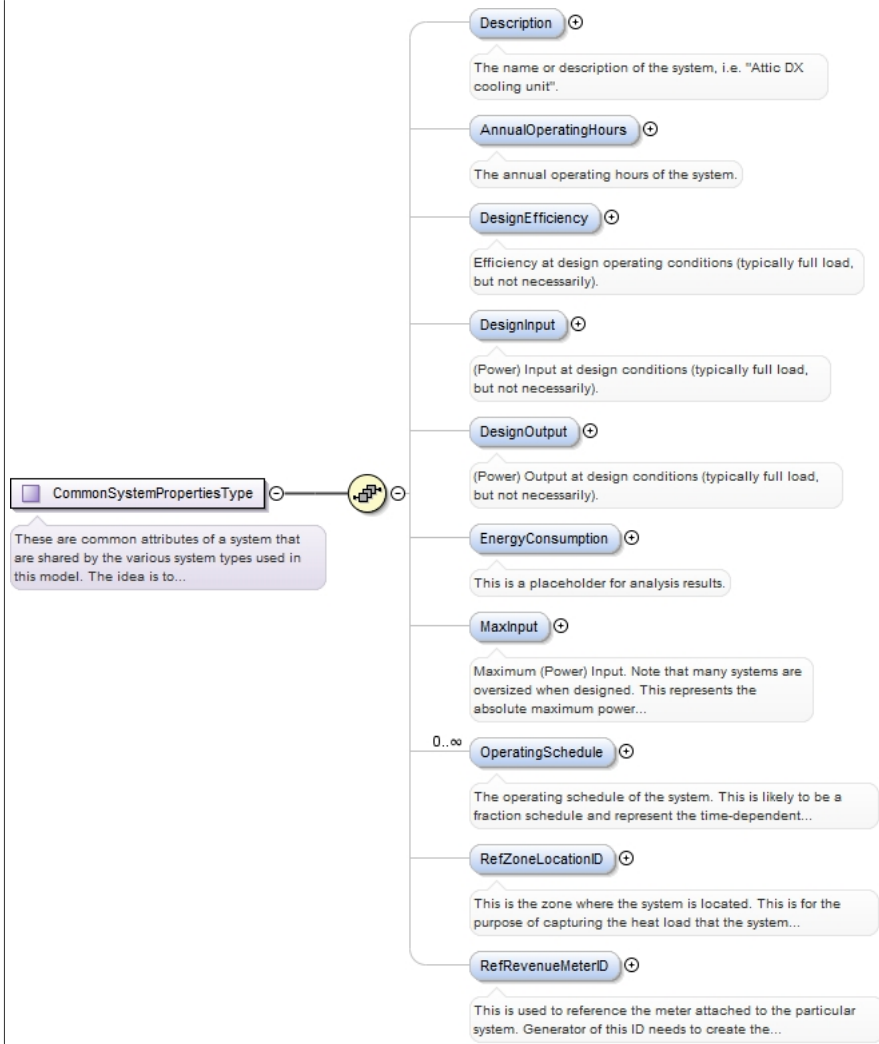 Description
The name or description of the system, i.e. "Attic DX
cooling unit".
AnnualOperatingHours
The annual operating hours of the system.
DesignEfficiency
Efficiency at design operating conditions (typically full load,
but not necessarily).
DesignInput
(Power) Input at design conditions (typically full load,
but not necessarily).
DesignOutput
(Power) Output at design conditions (typically full load,
but not necessarily).
CommonSystemPropertiesType
These are common attributes of a system that
are shared by the various system types used in
this model. The idea is to...
EnergyConsumption
This is a placeholder for analysis results.
MaxInput
Maximum (Power) Input. Note that many systems are
oversized when designed. This represents the
absolute maximum power...
0..∞
OperatingSchedule
The operating schedule of the system. This is likely to be a
fraction schedule and represent the time-dependent...
RefZoneLocationID
This is the zone where the system is located. This is for the
purpose of capturing the heat load that the system...
RefRevenueMeterID
This is used to reference the meter attached to the particular
system. Generator of this ID needs to create the...